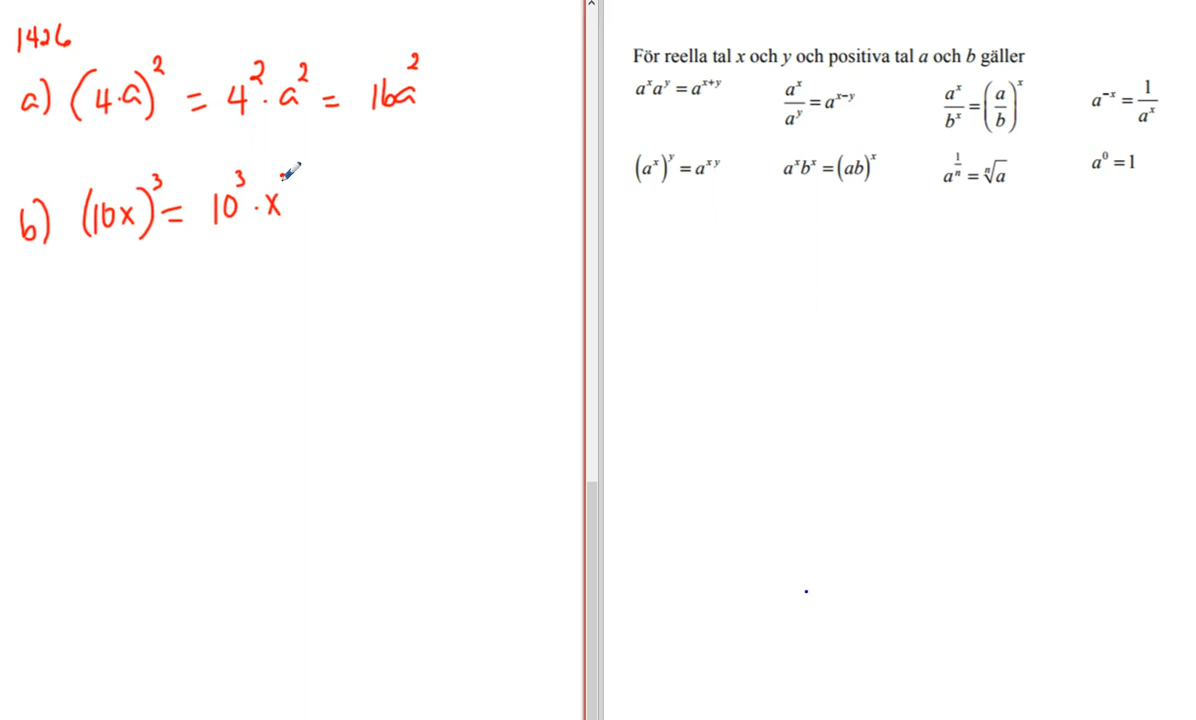 1426
a) (4·a)² = 4²·a² = 16a²
b) (10x)³ = 10³·x
För reella tal x och y och positiva tal a och b gäller
aˣaʸ = aˣ⁺ʸ  aˣ/aʸ = aˣ⁻ʸ  aˣ/bˣ = (a/b)ˣ  a⁻ˣ = 1/aˣ
(aˣ)ʸ = aˣʸ  aˣbˣ = (ab)ˣ  a^(1/n) = ⁿ√a  a⁰ = 1